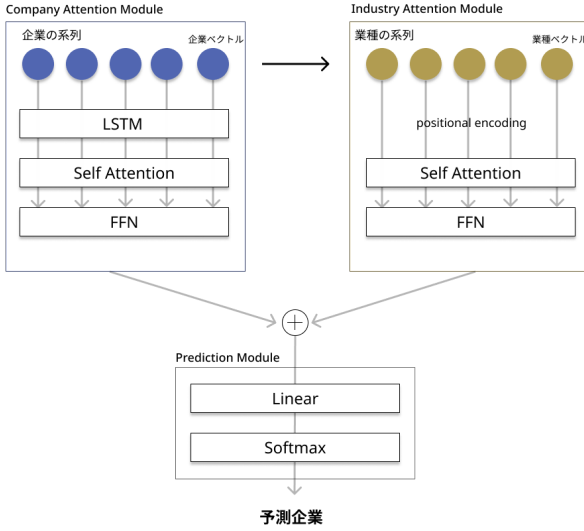 Company Attention Module
企業の系列
企業ベクトル
LSTM
Self Attention
FFN
Industry Attention Module
業種の系列
業種ベクトル
positional encoding
Self Attention
FFN
Prediction Module
Linear
Softmax
予測企業